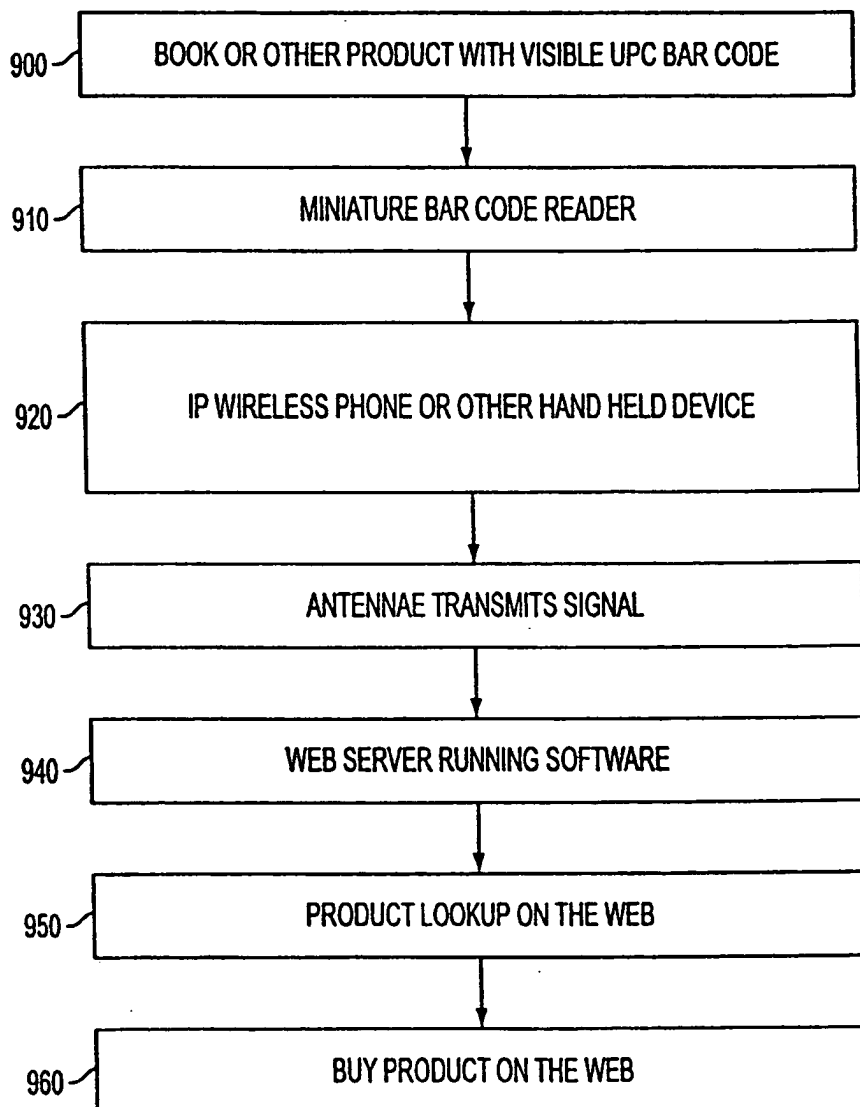 900 BOOK OR OTHER PRODUCT WITH VISIBLE UPC BAR CODE
910 MINIATURE BAR CODE READER
920 IP WIRELESS PHONE OR OTHER HAND HELD DEVICE
930 ANTENNAE TRANSMITS SIGNAL
940 WEB SERVER RUNNING SOFTWARE
950 PRODUCT LOOKUP ON THE WEB
960 BUY PRODUCT ON THE WEB